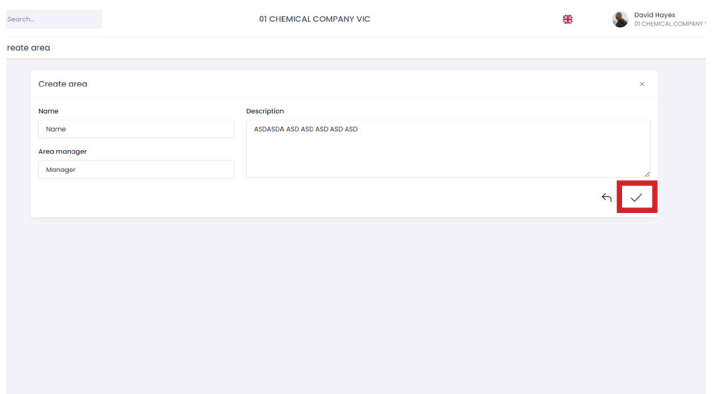 Search...
01 CHEMICAL COMPANY VIC
David Hayes
01 CHEMICAL COMPANY
reate area
Create area
Name
Description
Name
ASDASDA ASD ASD ASD ASD ASD
Area manager
Manager